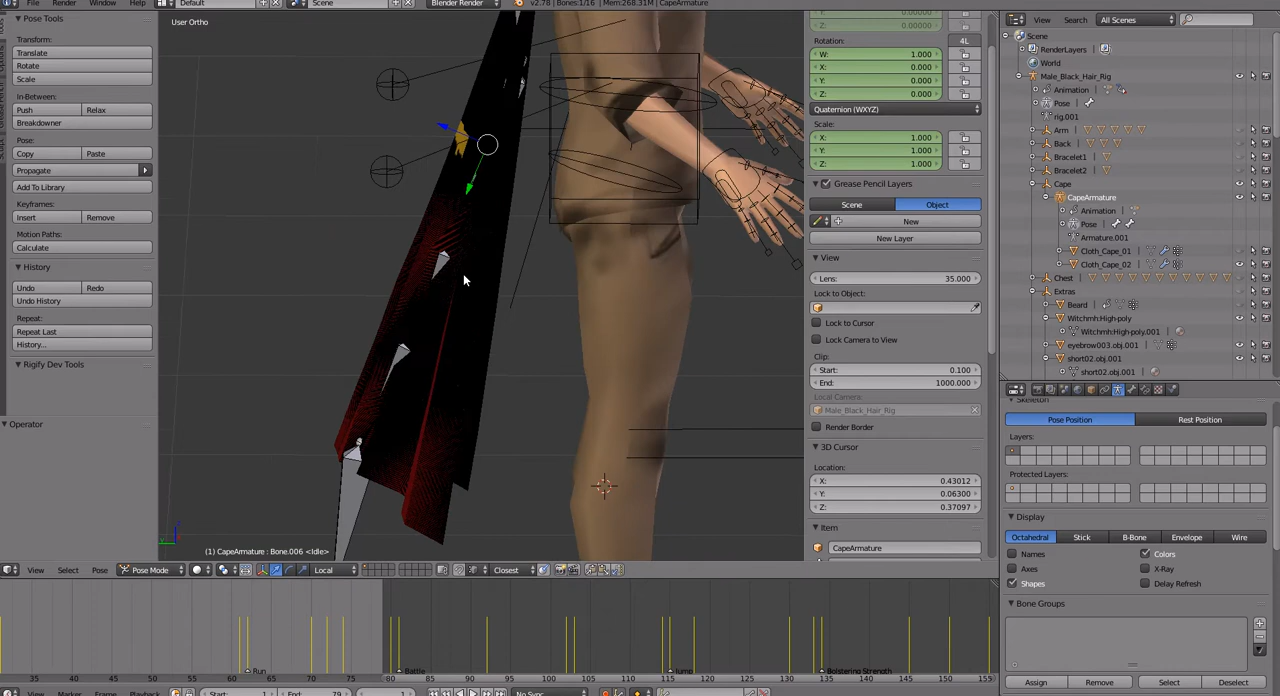 File Render Window Help Default Scene Blender Render v2.78 | Bones:1/16 | Mem:268.31M | CapeArmature
Pose Tools
Transform:
Translate
Rotate
Scale
In-Between:
Push Relax
Breakdowner
Pose:
Copy Paste
Propagate
Add To Library
Keyframes:
Insert Remove
Motion Paths:
Calculate
History
Undo Redo
Undo History
Repeat:
Repeat Last
History...
Rigify Dev Tools
Operator
User Ortho
(1) CapeArmature : Bone.006 <Idle>
View Select Pose Pose Mode Local Closest
Rotation: 4L
W: 1.000
X: 0.000
Y: 0.000
Z: 0.000
Quaternion (WXYZ)
Scale:
X: 1.000
Y: 1.000
Z: 1.000
Grease Pencil Layers
Scene Object
New
New Layer
View
Lens: 35.000
Lock to Object:
Lock to Cursor
Lock Camera to View
Clip:
Start: 0.100
End: 1000.000
Local Camera:
Male_Black_Hair_Rig
Render Border
3D Cursor
Location:
X: 0.43012
Y: 0.06300
Z: 0.37097
Item
CapeArmature
View Search All Scenes
Scene
RenderLayers
World
Male_Black_Hair_Rig
Animation
Pose
rig.001
Arm
Back
Bracelet1
Bracelet2
Cape
CapeArmature
Animation
Pose
Armature.001
Cloth_Cape_01
Cloth_Cape_02
Chest
Extras
Beard
Witchmh:High-poly
Witchmh:High-poly.001
eyebrow003.obj.001
short02.obj.001
short02.obj.001
Skeleton
Pose Position Rest Position
Layers:
Protected Layers:
Display
Octahedral Stick B-Bone Envelope Wire
Names Colors
Axes X-Ray
Shapes Delay Refresh
Bone Groups
Assign Remove Select Deselect
Run Battle Jump Bolstering Strength
35 40 45 50 55 60 65 70 75 80 85 90 95 100 105 110 115 120 125 130 135 140 145 150 155
View Marker Frame Playback Start: 1 End: 79 1 No Sync